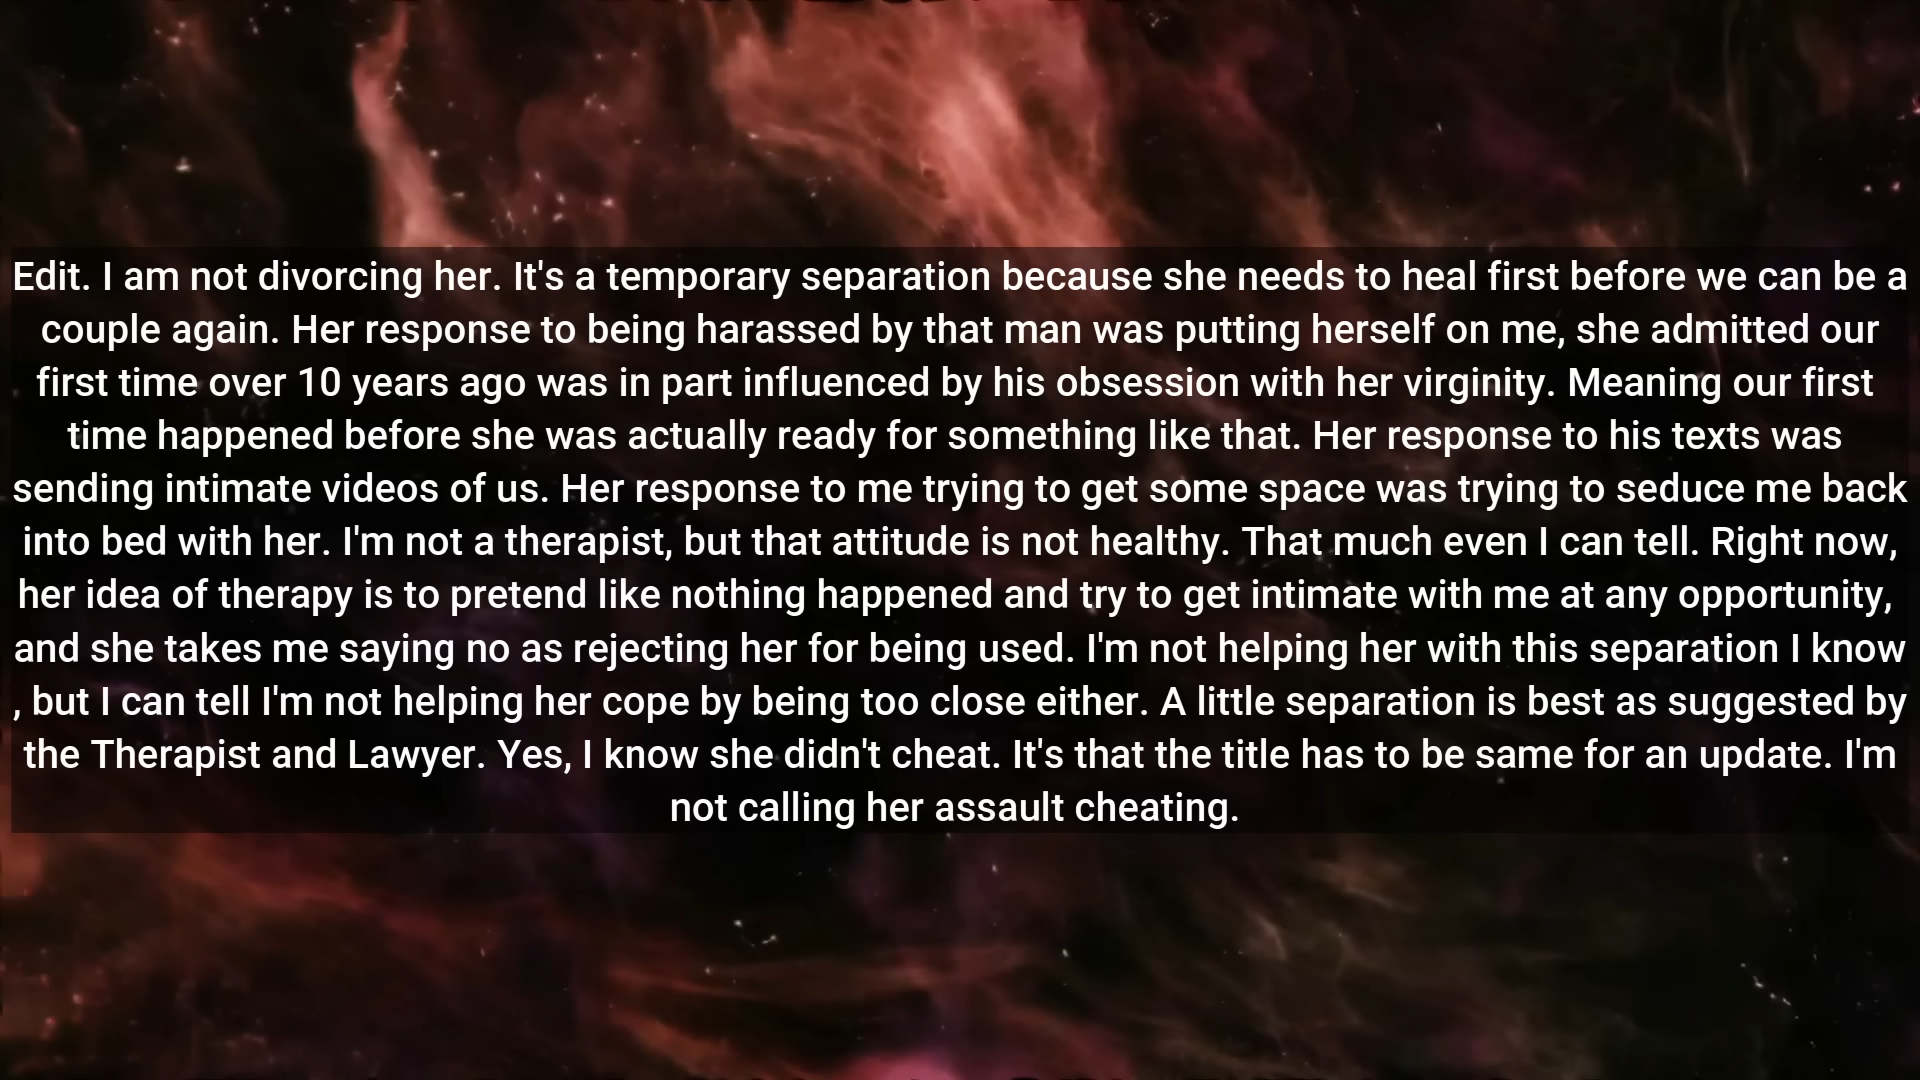 Edit. I am not divorcing her. It's a temporary separation because she needs to heal first before we can be a
couple again. Her response to being harassed by that man was putting herself on me, she admitted our
first time over 10 years ago was in part influenced by his obsession with her virginity. Meaning our first
time happened before she was actually ready for something like that. Her response to his texts was
sending intimate videos of us. Her response to me trying to get some space was trying to seduce me back
into bed with her. I'm not a therapist, but that attitude is not healthy. That much even I can tell. Right now,
her idea of therapy is to pretend like nothing happened and try to get intimate with me at any opportunity,
and she takes me saying no as rejecting her for being used. I'm not helping her with this separation I know
, but I can tell I'm not helping her cope by being too close either. A little separation is best as suggested by
the Therapist and Lawyer. Yes, I know she didn't cheat. It's that the title has to be same for an update. I'm
not calling her assault cheating.